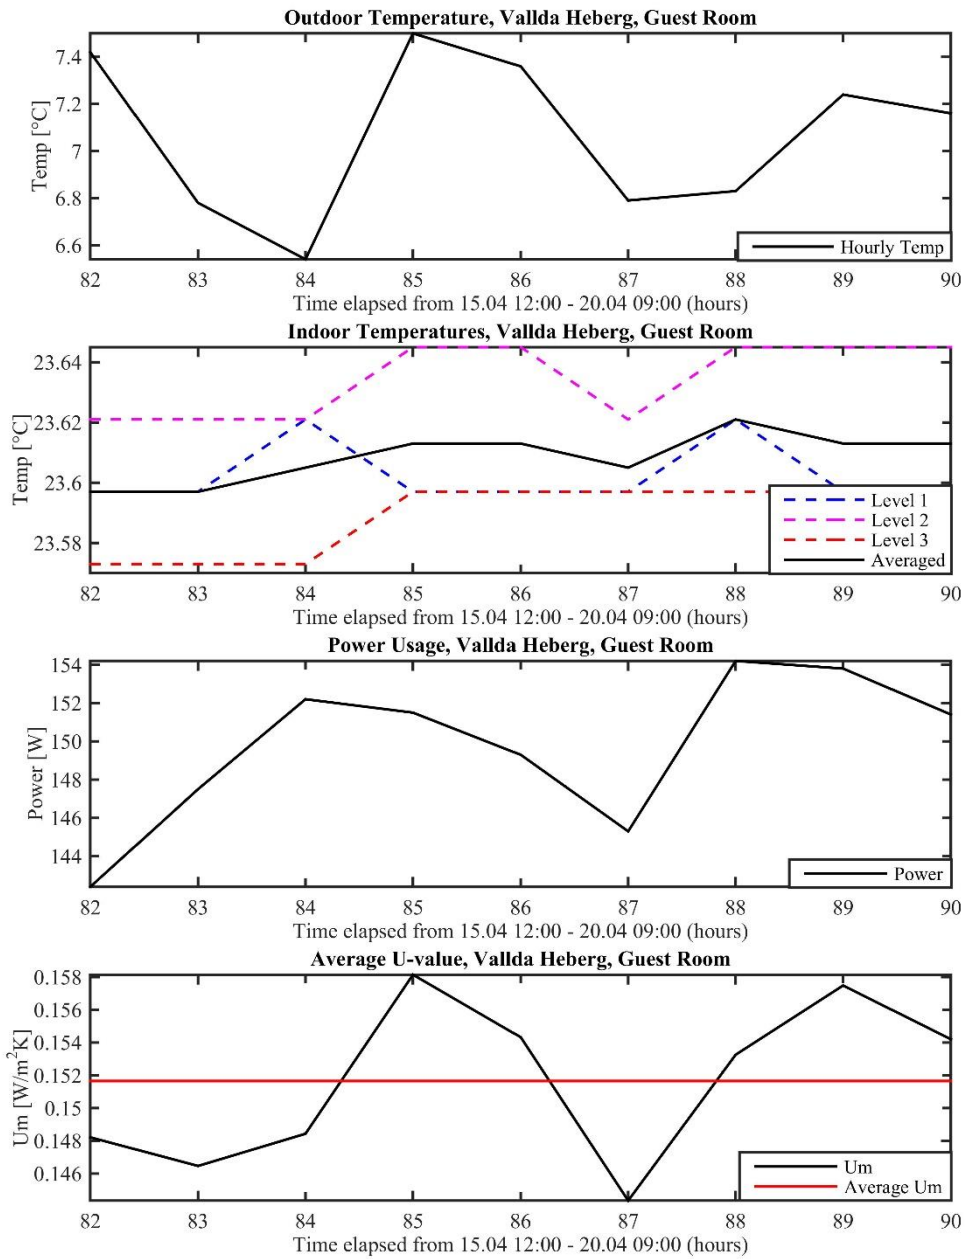 Outdoor Temperature, Vallda Heberg, Guest Room
Temp [°C]
7.4
7.2
7
6.8
6.6
Hourly Temp
82 83 84 85 86 87 88 89 90
Time elapsed from 15.04 12:00 - 20.04 09:00 (hours)
Indoor Temperatures, Vallda Heberg, Guest Room
Temp [°C]
23.64
23.62
23.6
23.58
Level 1
Level 2
Level 3
Averaged
82 83 84 85 86 87 88 89 90
Time elapsed from 15.04 12:00 - 20.04 09:00 (hours)
Power Usage, Vallda Heberg, Guest Room
Power [W]
154
152
150
148
146
144
Power
82 83 84 85 86 87 88 89 90
Time elapsed from 15.04 12:00 - 20.04 09:00 (hours)
Average U-value, Vallda Heberg, Guest Room
Um [W/m²K]
0.158
0.156
0.154
0.152
0.15
0.148
0.146
Um
Average Um
82 83 84 85 86 87 88 89 90
Time elapsed from 15.04 12:00 - 20.04 09:00 (hours)